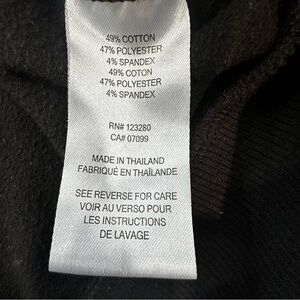 49% COTTON
47% POLYESTER
4% SPANDEX
49% COTON
47% POLYESTER
4% SPANDEX
RN# 123280
CA# 07099
MADE IN THAILAND
FABRIQUÉ EN THAÏLANDE
SEE REVERSE FOR CARE
VOIR AU VERSO POUR
LES INSTRUCTIONS
DE LAVAGE